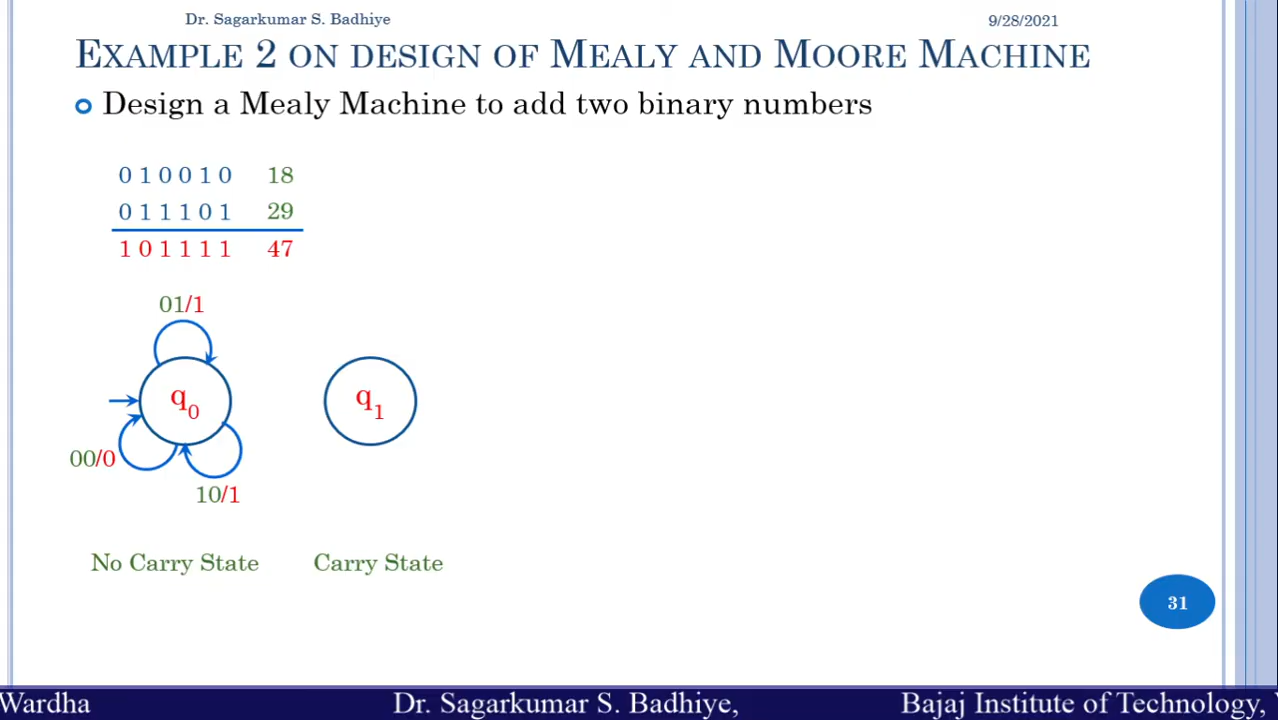 Dr. Sagarkumar S. Badhiye 9/28/2021
EXAMPLE 2 ON DESIGN OF MEALY AND MOORE MACHINE
Design a Mealy Machine to add two binary numbers
0 1 0 0 1 0 18
0 1 1 1 0 1 29
1 0 1 1 1 1 47
01/1
q0 q1
00/0
10/1
No Carry State Carry State
31
Wardha Dr. Sagarkumar S. Badhiye, Bajaj Institute of Technology,